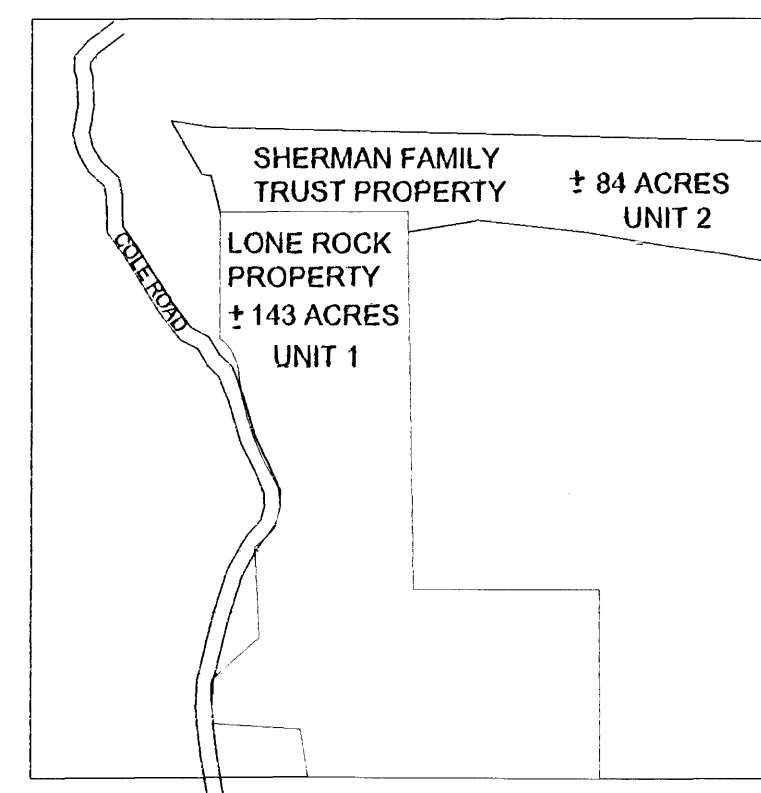 SHERMAN FAMILY
TRUST PROPERTY
± 84 ACRES
UNIT 2
LONE ROCK
PROPERTY
± 143 ACRES
UNIT 1
COLE ROAD